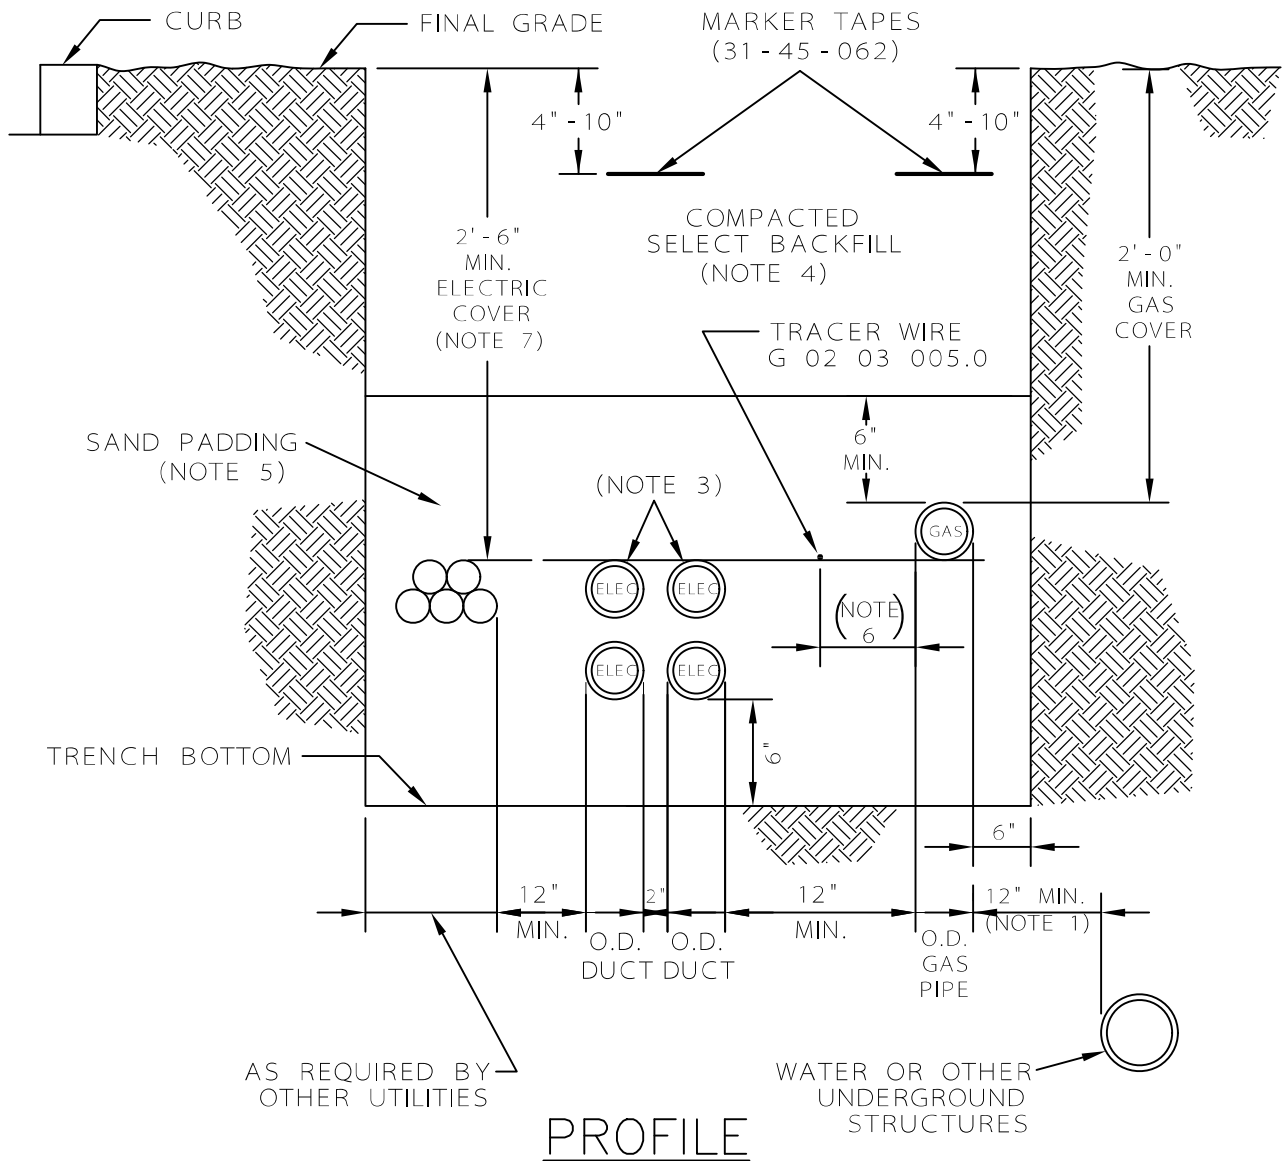 CURB
FINAL GRADE
MARKER TAPES
(31-45-062)
4"-10"
4"-10"
COMPACTED
SELECT BACKFILL
(NOTE 4)
2'-6"
MIN.
ELECTRIC
COVER
(NOTE 7)
2'-0"
MIN.
GAS
COVER
TRACER WIRE
G 02 03 005.0
6"
MIN.
SAND PADDING
(NOTE 5)
(NOTE 3)
GAS
ELEC
ELEC
(NOTE
6)
ELEC
ELEC
TRENCH BOTTOM
6"
6"
12"
MIN.
O.D.
DUCT
2"
O.D.
DUCT
12"
MIN.
O.D.
GAS
PIPE
12" MIN.
(NOTE 1)
AS REQUIRED BY
OTHER UTILITIES
WATER OR OTHER
UNDERGROUND
STRUCTURES
PROFILE